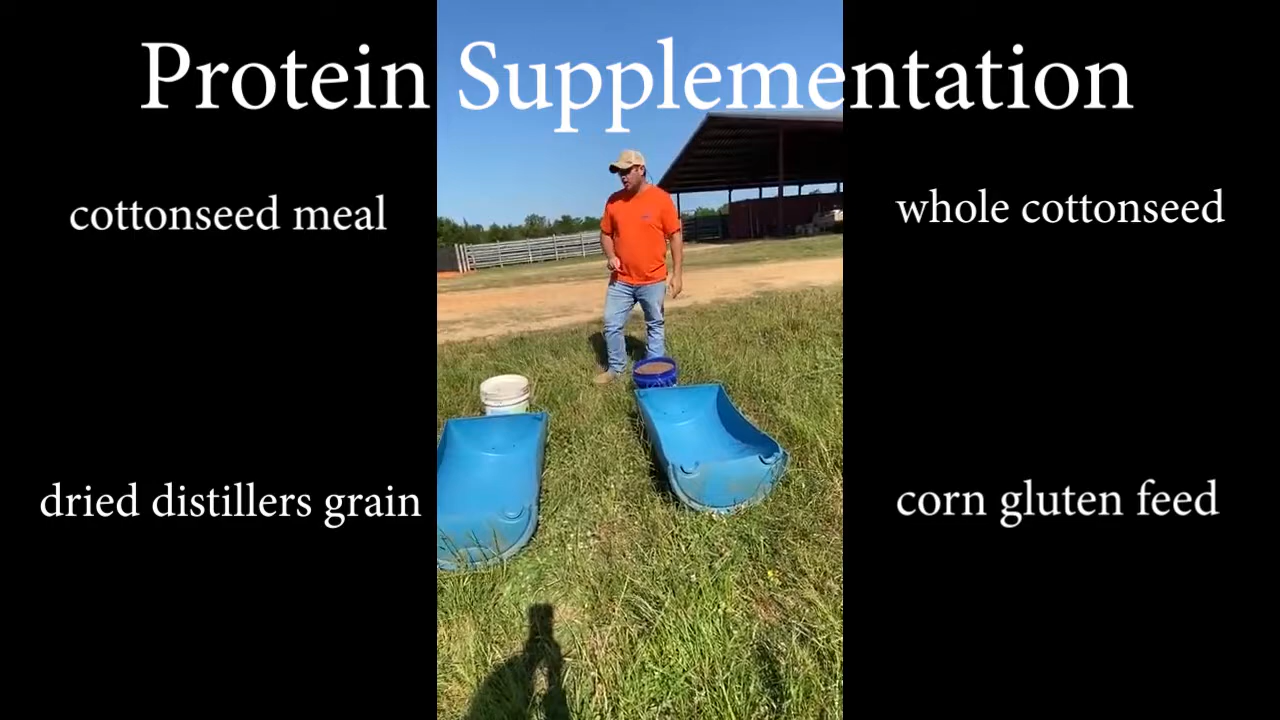 Protein Supplementation
cottonseed meal
whole cottonseed
dried distillers grain
corn gluten feed